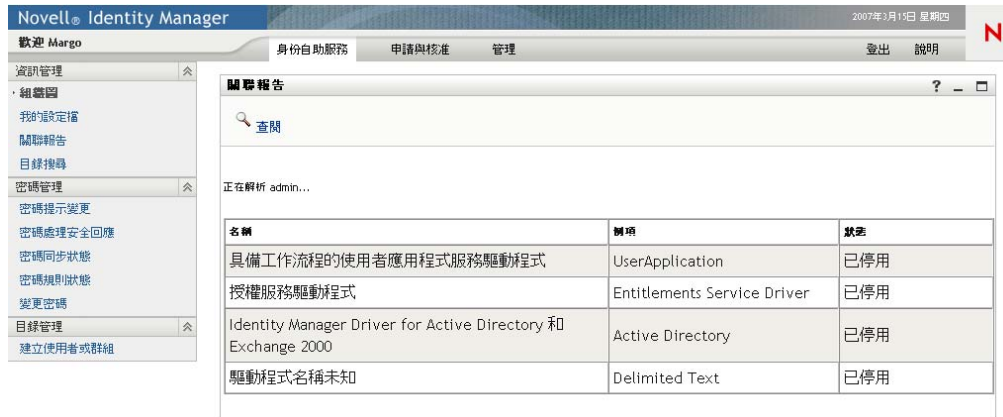 Novell® Identity Manager
2007年3月15日 星期四
歡迎 Margo
身份自助服務 申請與核准 管理 登出 說明
N
資訊管理
組織圖
我的設定檔
關聯報告
目錄搜尋
密碼管理
密碼提示變更
密碼處理安全回應
密碼同步狀態
密碼規則狀態
變更密碼
目錄管理
建立使用者或群組
關聯報告
?
查閱
正在解析 admin...
名稱 例項 狀態
具備工作流程的使用者應用程式服務驅動程式 UserApplication 已停用
授權服務驅動程式 Entitlements Service Driver 已停用
Identity Manager Driver for Active Directory 和
Exchange 2000 Active Directory 已停用
驅動程式名稱未知 Delimited Text 已停用